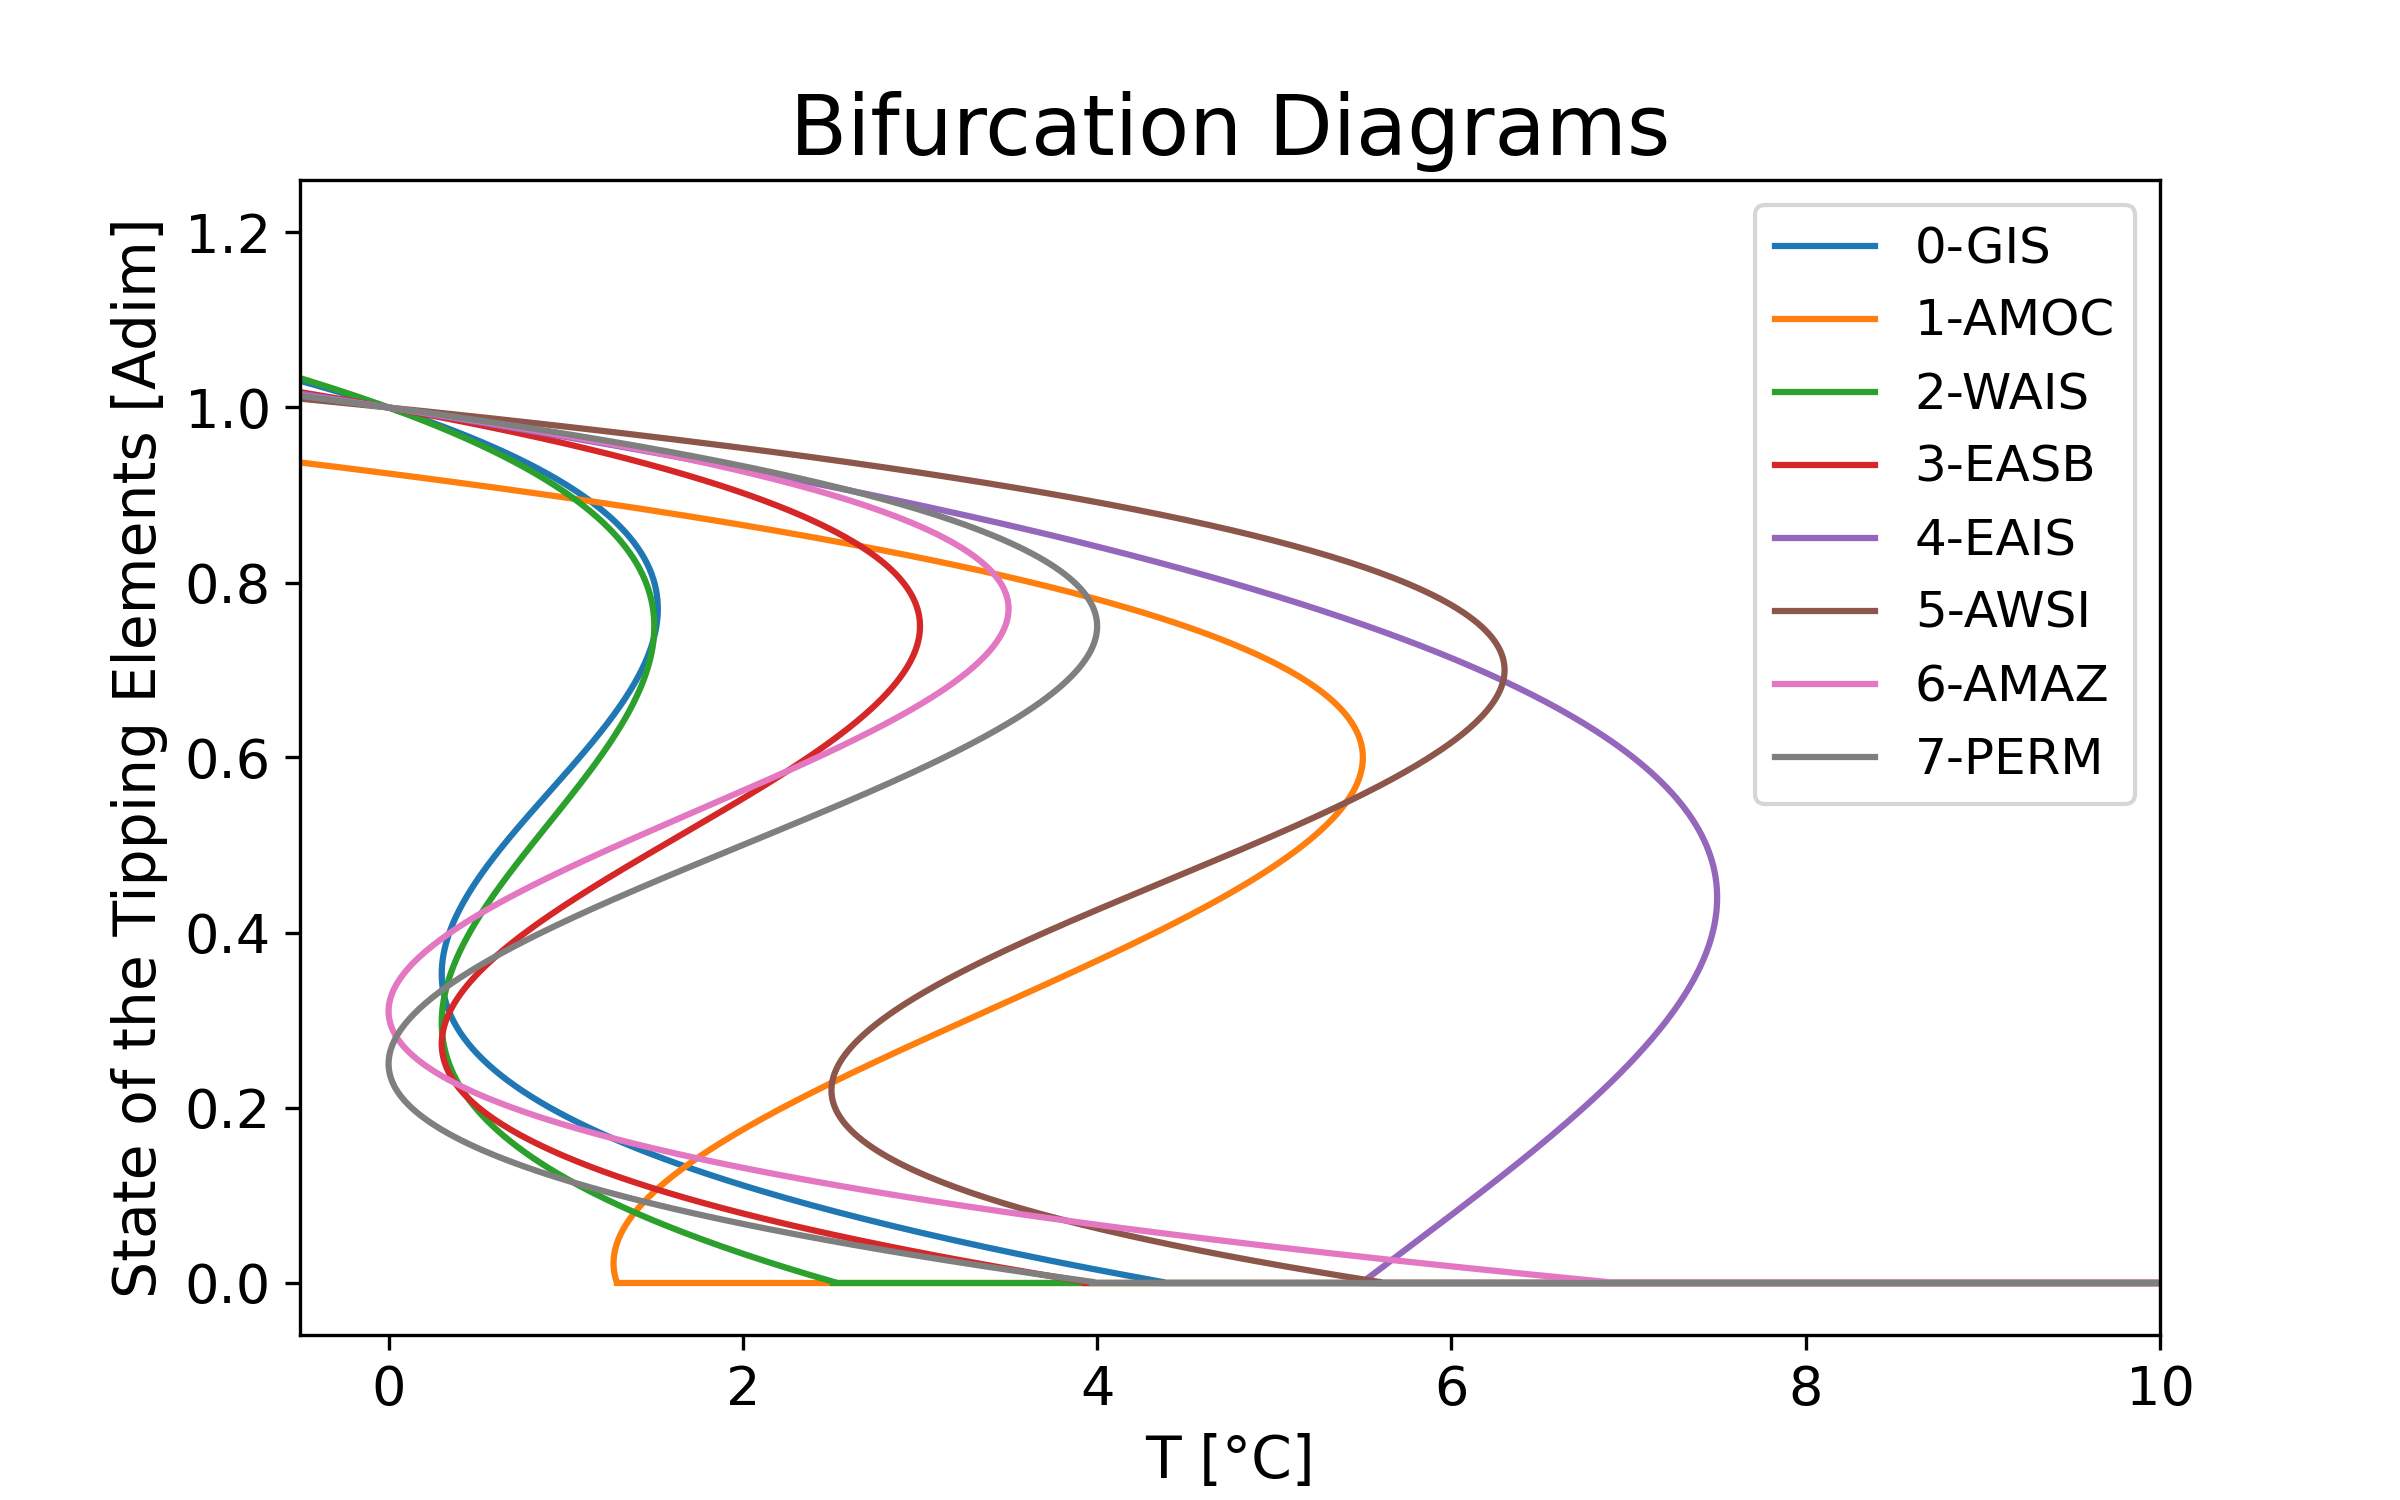 Bifurcation Diagrams
State of the Tipping Elements [Adim]
1.2
1.0
0.8
0.6
0.4
0.2
0.0
0-GIS
1-AMOC
2-WAIS
3-EASB
4-EAIS
5-AWSI
6-AMAZ
7-PERM
0 2 4 6 8 10
T [°C]